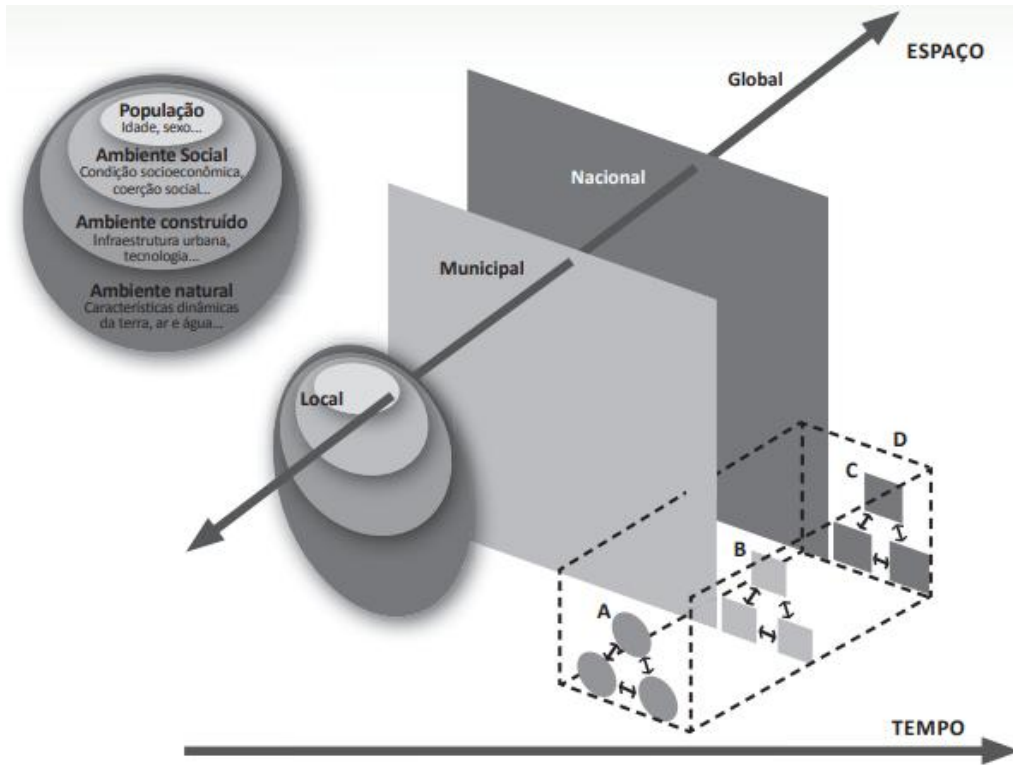 População
Idade, sexo...
Ambiente Social
Condição socioeconômica,
coerção social...
Ambiente construído
Infraestrutura urbana,
tecnologia...
Ambiente natural
Características dinâmicas
da terra, ar e água...
ESPAÇO
Global
Nacional
Municipal
Local
D
C
B
A
TEMPO